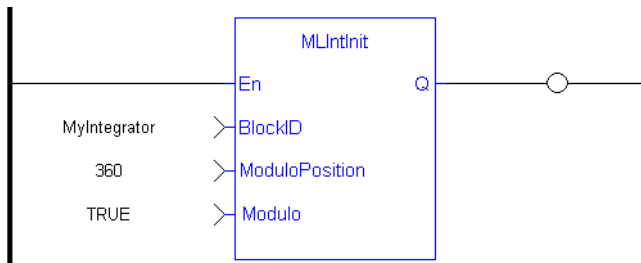 MLIntInit
En Q
MyIntegrator BlockID
360 ModuloPosition
TRUE Modulo